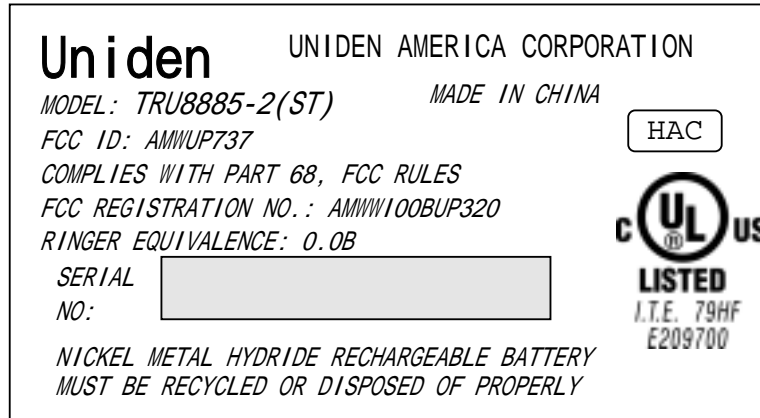 Uniden UNIDEN AMERICA CORPORATION
MODEL: TRU8885-2(ST) MADE IN CHINA
FCC ID: AMWUP737
HAC
COMPLIES WITH PART 68, FCC RULES
FCC REGISTRATION NO.: AMWWI00BUP320
RINGER EQUIVALENCE: 0.0B
C UL US
®
LISTED
I.T.E. 79HF
E209700
SERIAL
NO:
NICKEL METAL HYDRIDE RECHARGEABLE BATTERY
MUST BE RECYCLED OR DISPOSED OF PROPERLY